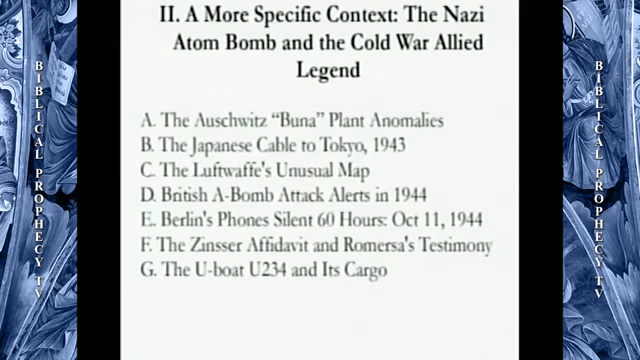 II. A More Specific Context: The Nazi
Atom Bomb and the Cold War Allied
Legend
A. The Auschwitz “Buna” Plant Anomalies
B. The Japanese Cable to Tokyo, 1943
C. The Luftwaffe's Unusual Map
D. British A-Bomb Attack Alerts in 1944
E. Berlin's Phones Silent 60 Hours: Oct 11, 1944
F. The Zinsser Affidavit and Romersa's Testimony
G. The U-boat U234 and Its Cargo
BIBLICAL PROPHECY TV
BIBLICAL PROPHECY TV